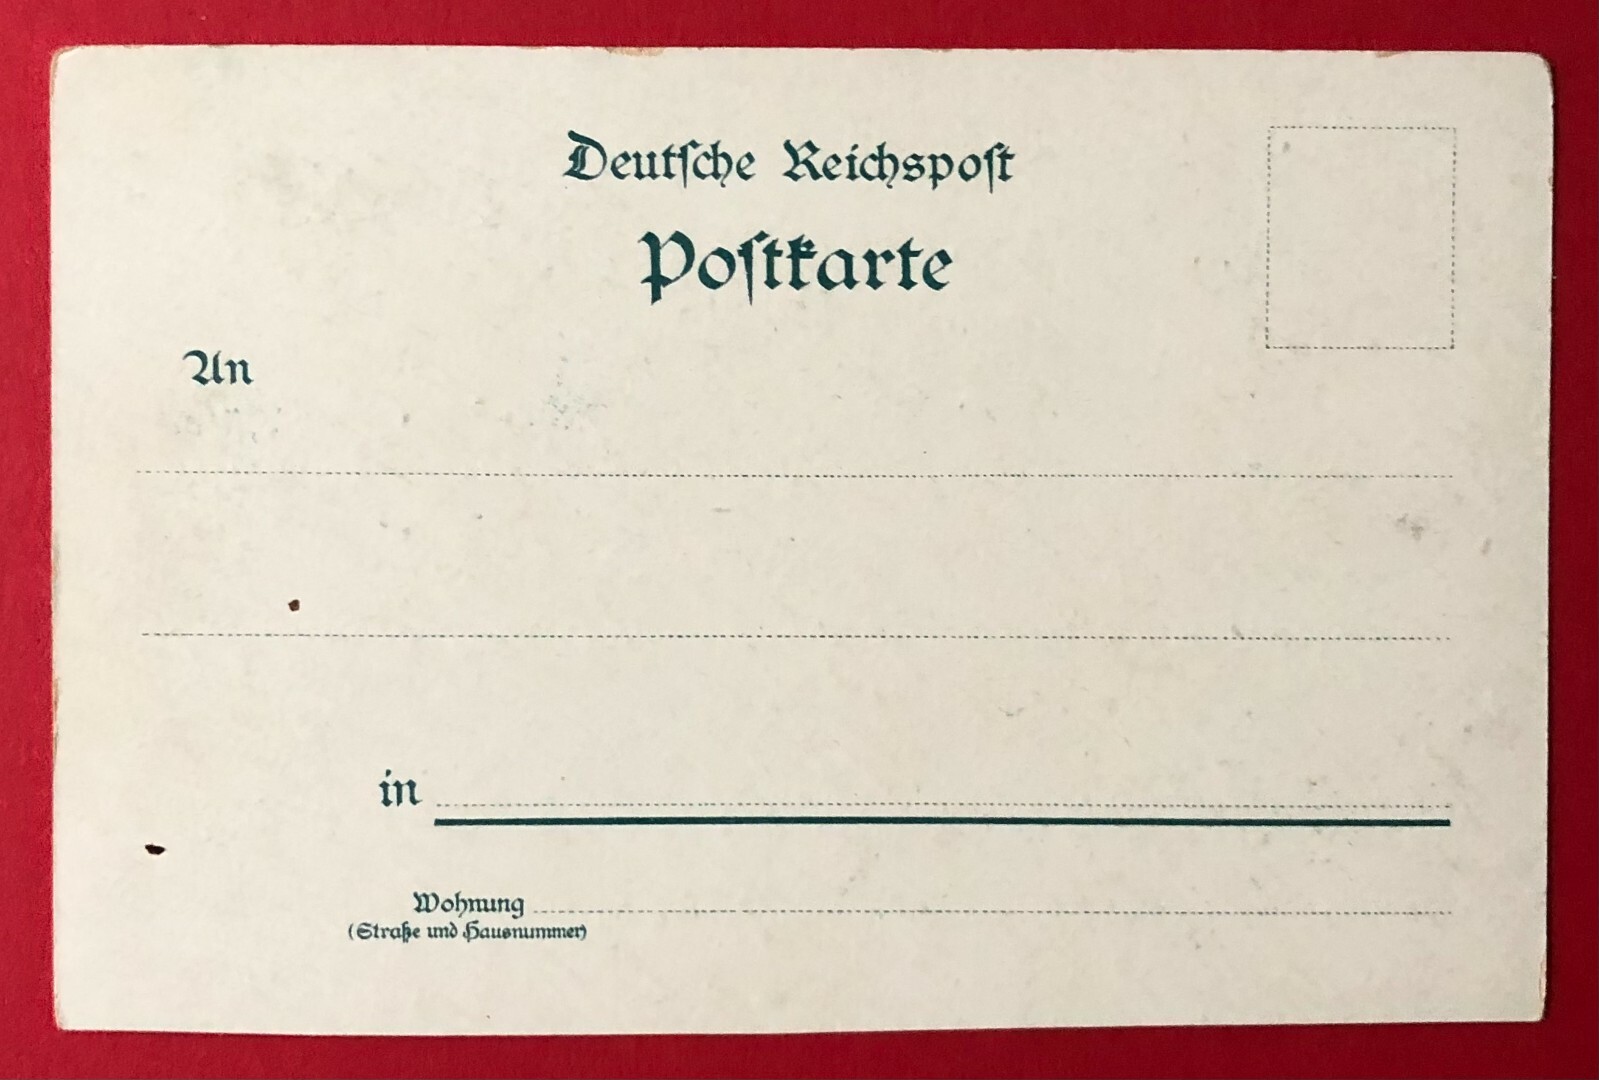 Deutſche Reichspoſt
Poſtkarte
An
in
Wohnung
(Straße und Hausnummer)